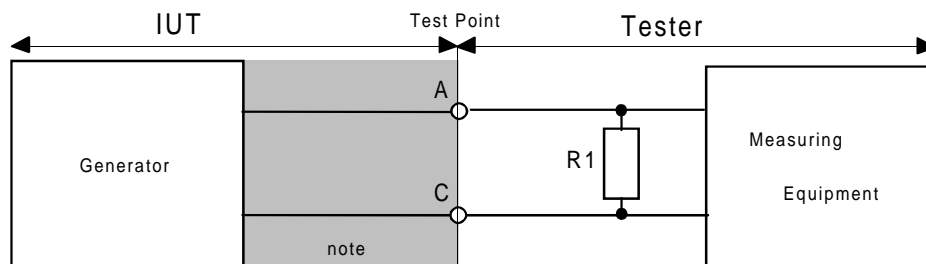 IUT Test Point Tester
A
Generator
R1
Measuring
Equipment
C
note